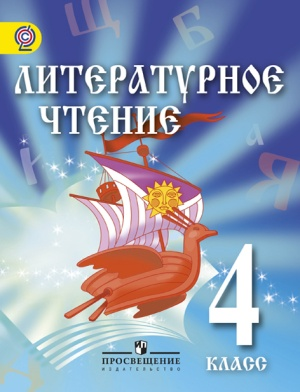 ЛИТЕРАТУРНОЕ
ЧТЕНИЕ
Щ
Б
а
Я
4
КЛАСС
ПРОСВЕЩЕНИЕ
ИЗДАТЕЛЬСТВО